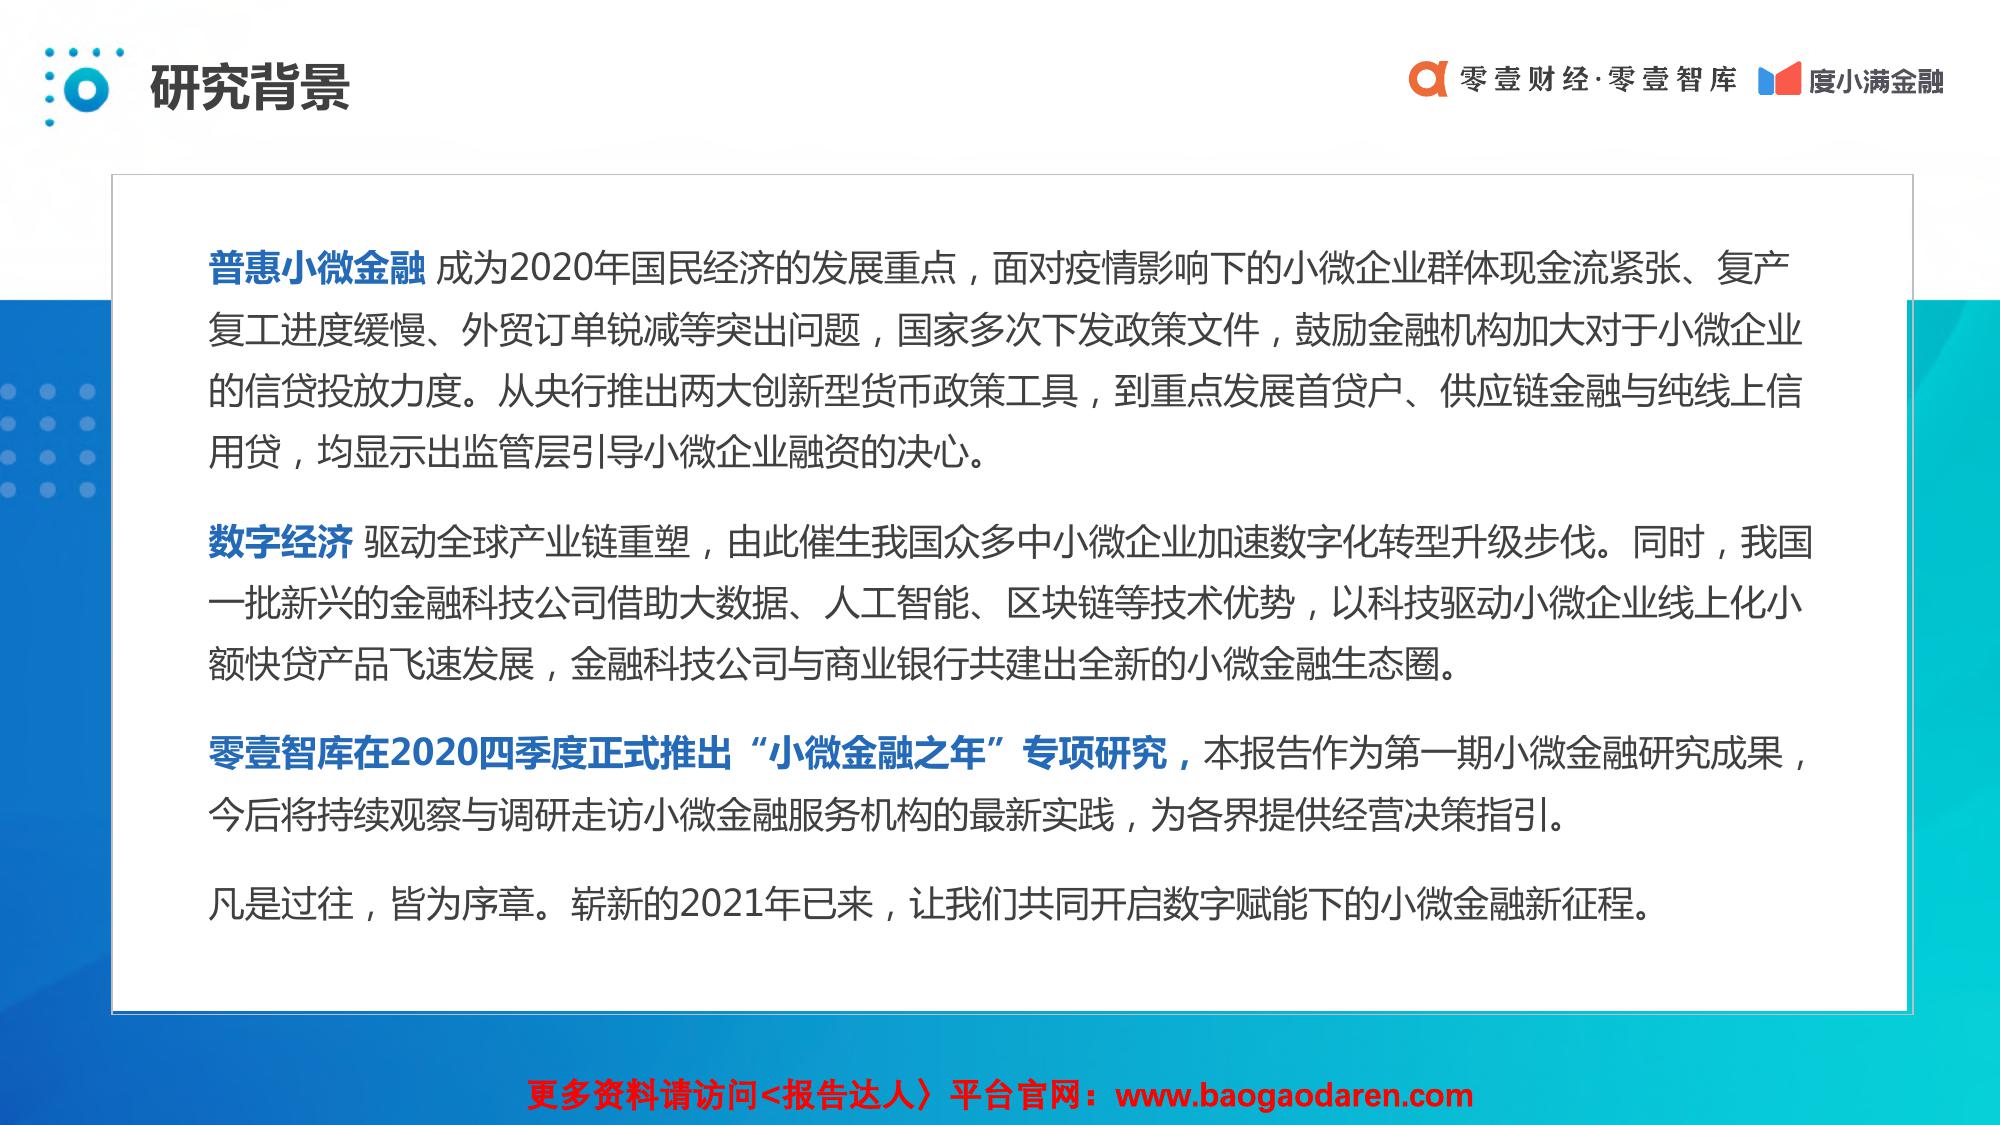 研究背景
零壹财经·零壹智库 度小满金融
普惠小微金融 成为2020年国民经济的发展重点，面对疫情影响下的小微企业群体现金流紧张、复产
复工进度缓慢、外贸订单锐减等突出问题，国家多次下发政策文件，鼓励金融机构加大对于小微企业
的信贷投放力度。从央行推出两大创新型货币政策工具，到重点发展首贷户、供应链金融与纯线上信
用贷，均显示出监管层引导小微企业融资的决心。
数字经济 驱动全球产业链重塑，由此催生我国众多中小微企业加速数字化转型升级步伐。同时，我国
一批新兴的金融科技公司借助大数据、人工智能、区块链等技术优势，以科技驱动小微企业线上化小
额快贷产品飞速发展，金融科技公司与商业银行共建出全新的小微金融生态圈。
零壹智库在2020四季度正式推出“小微金融之年”专项研究，本报告作为第一期小微金融研究成果，
今后将持续观察与调研走访小微金融服务机构的最新实践，为各界提供经营决策指引。
凡是过往，皆为序章。崭新的2021年已来，让我们共同开启数字赋能下的小微金融新征程。
更多资料请访问<报告达人〉平台官网：www.baogaodaren.com